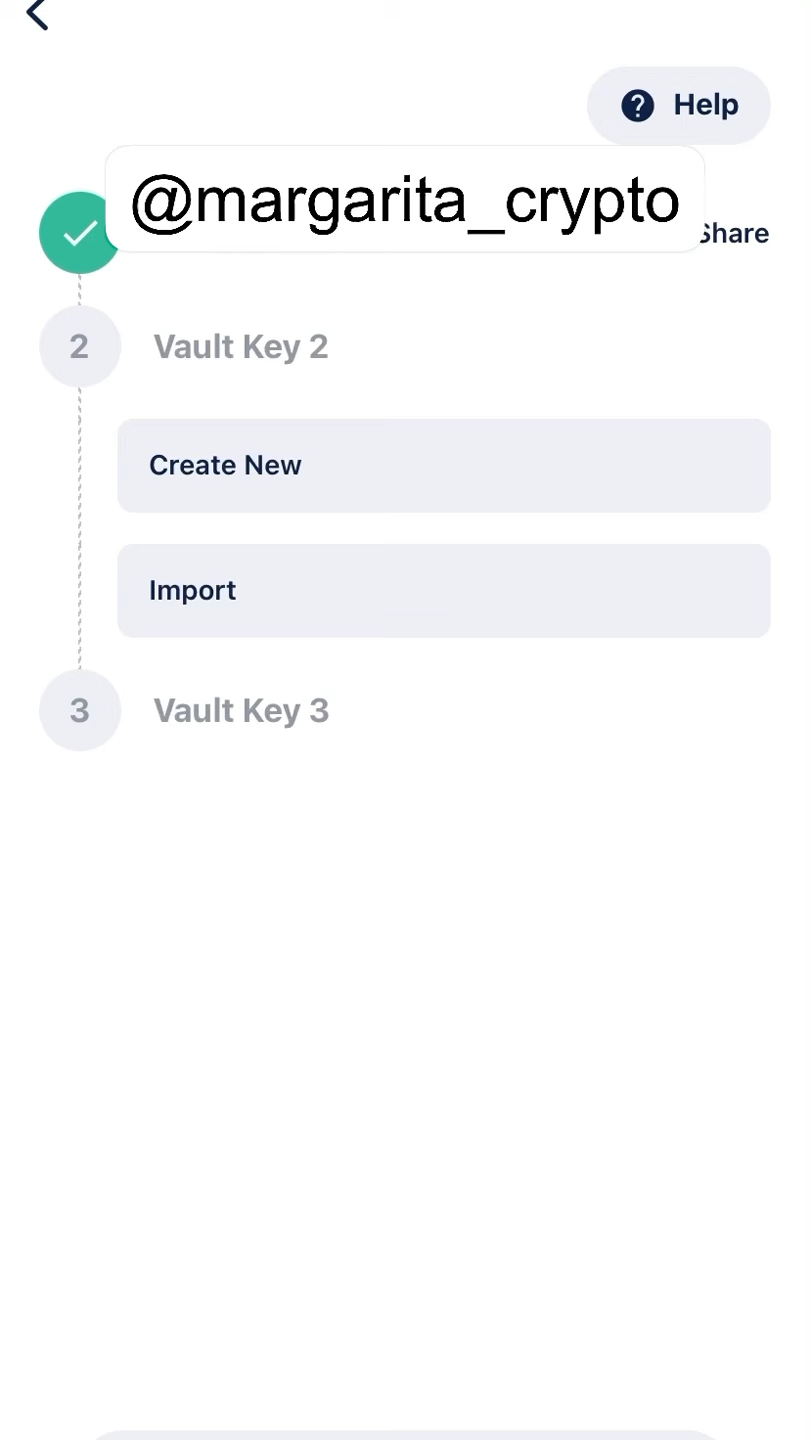 Help
@margarita_crypto
Share
2 Vault Key 2
Create New
Import
3 Vault Key 3